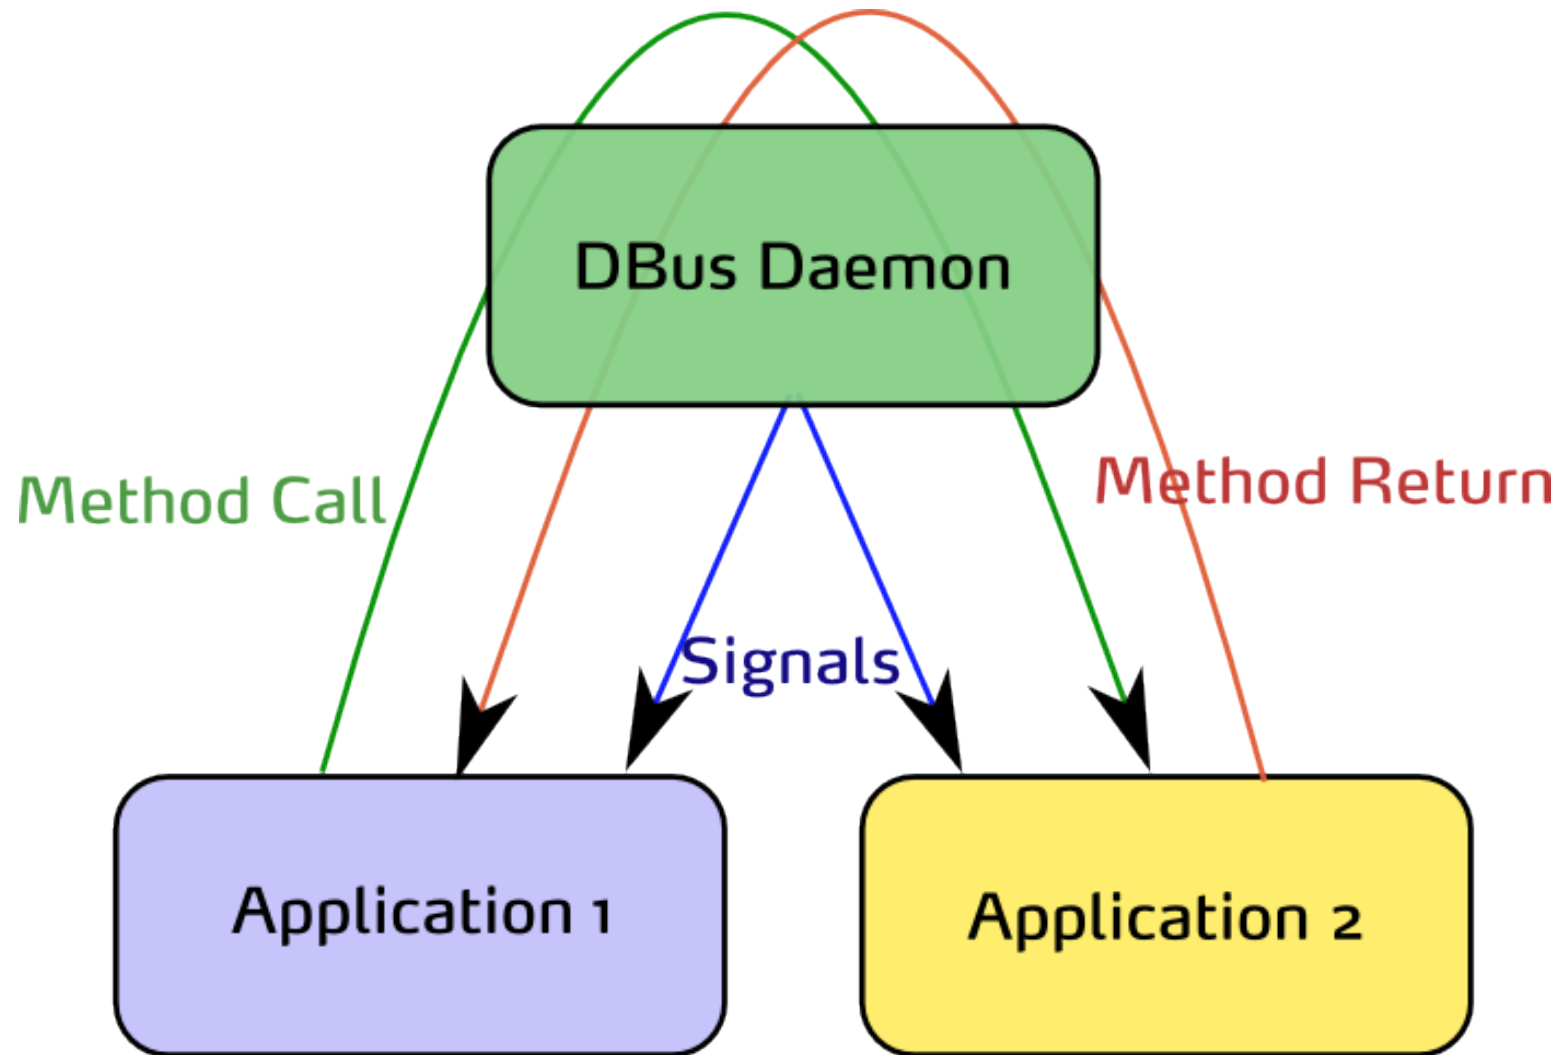 DBus Daemon
Method Call
Method Return
Signals
Application 1
Application 2